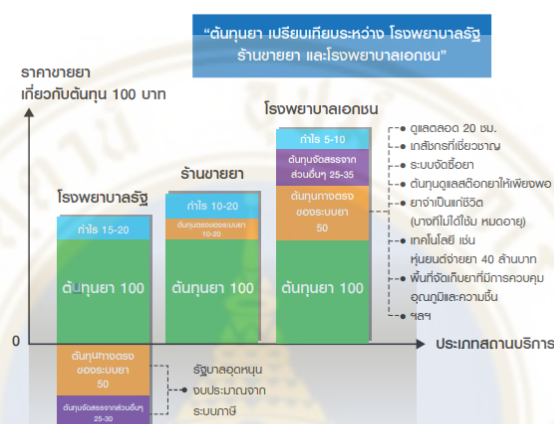 “ต้นทุนยา เปรียบเทียบระหว่าง โรงพยาบาลรัฐ
ร้านขายยา และโรงพยาบาลเอกชน”
ราคาขายยา
เกี่ยวกับต้นทุน 100 บาท
โรงพยาบาลรัฐ
กำไร 15-20
ต้นทุนยา 100
ต้นทุนทางตรง
ของระบบยา
50
ต้นทุนจัดสรรจากส่วนอื่นๆ
25-30
ร้านขายยา
กำไร 10-20
ต้นทุนตรงของระบบยา
10-20
ต้นทุนยา 100
โรงพยาบาลเอกชน
กำไร 5-10
ต้นทุนจัดสรรจาก
ส่วนอื่นๆ 25-35
ต้นทุนทางตรง
ของระบบยา
50
ต้นทุนยา 100
ดูแลตลอด 20 ชม.
เภสัชกรที่เชี่ยวชาญ
ระบบจัดซื้อยา
ต้นทุนดูแลสต๊อกยาให้เพียงพอ
ยาจำเป็นแก่ชีวิต
(บางทีไม่ได้ใช้ หมดอายุ)
เทคโนโลยี เช่น
หุ่นยนต์จ่ายยา 40 ล้านบาท
พื้นที่จัดเก็บยาที่มีการควบคุม
อุณภูมิและความชื้น
ฯลฯ
0
ประเภทสถานบริการ
รัฐบาลอุดหนุน
งบประมาณจาก
ระบบภาษี